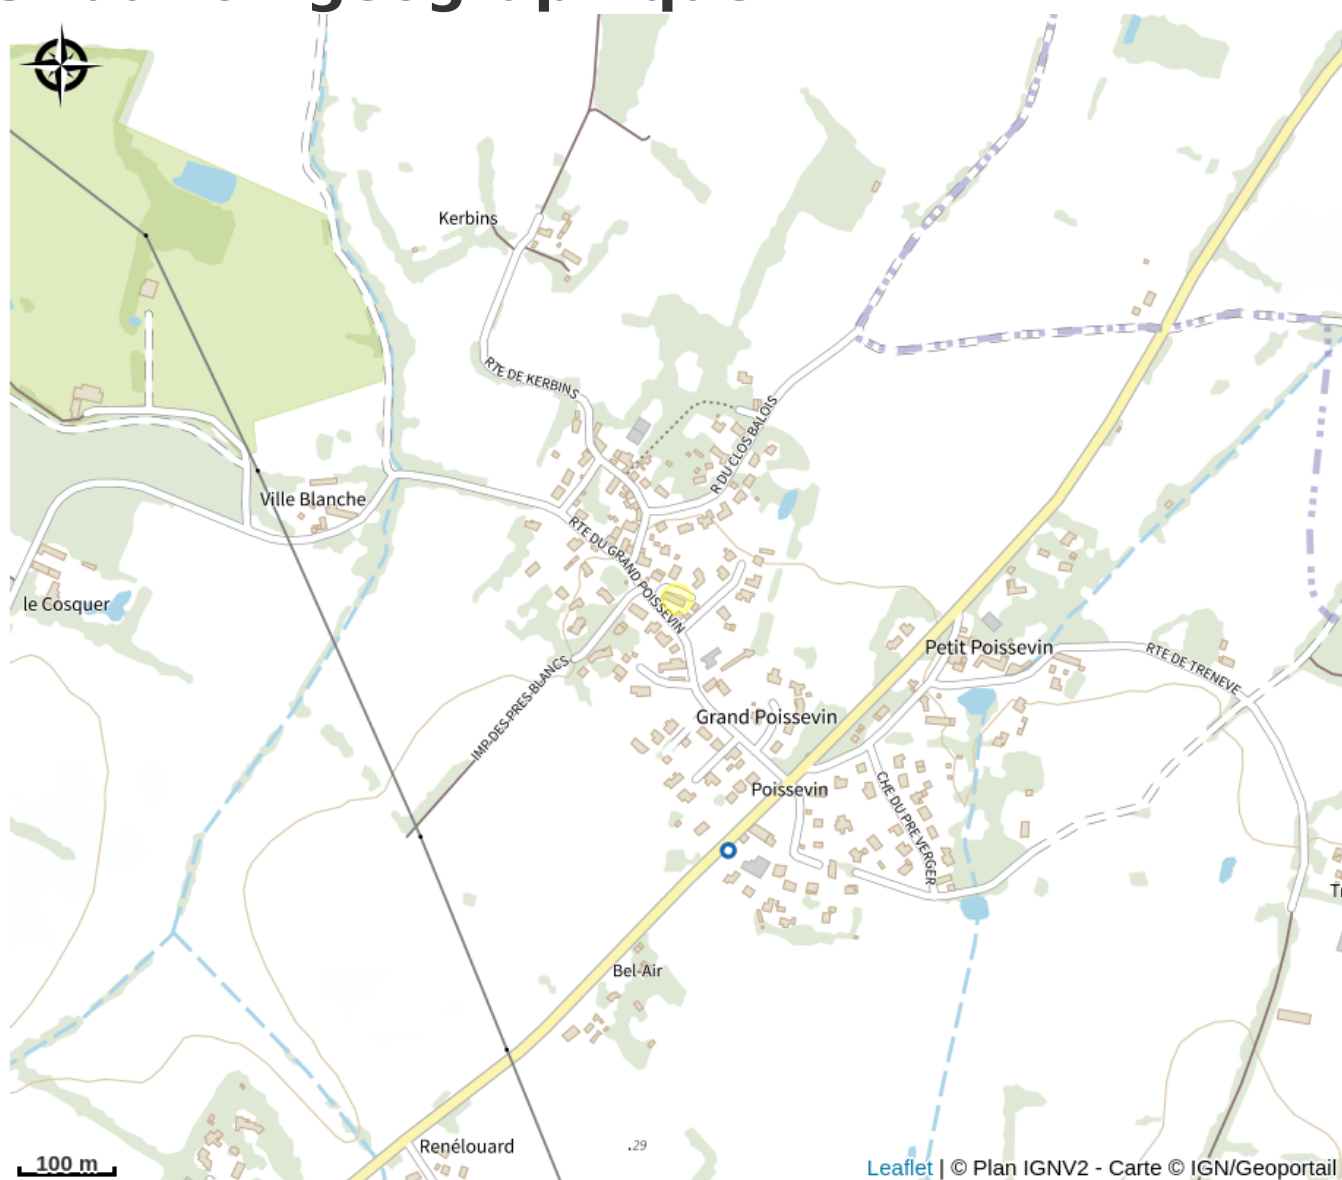 Kerbins
RTE DE KERBINS
R DU CLOS BALOIS
Ville Blanche
RTE DU GRAND POISSEVIN
le Cosquer
Petit Poissevin
RTE DE TRENEVE
IMP-DES-PRES-BLANCS
Grand Poissevin
Poissevin
CHE DU PRE VERGER
Bel-Air
Renélouard
.29
100 m
Leaflet | © Plan IGNV2 - Carte © IGN/Geoportail